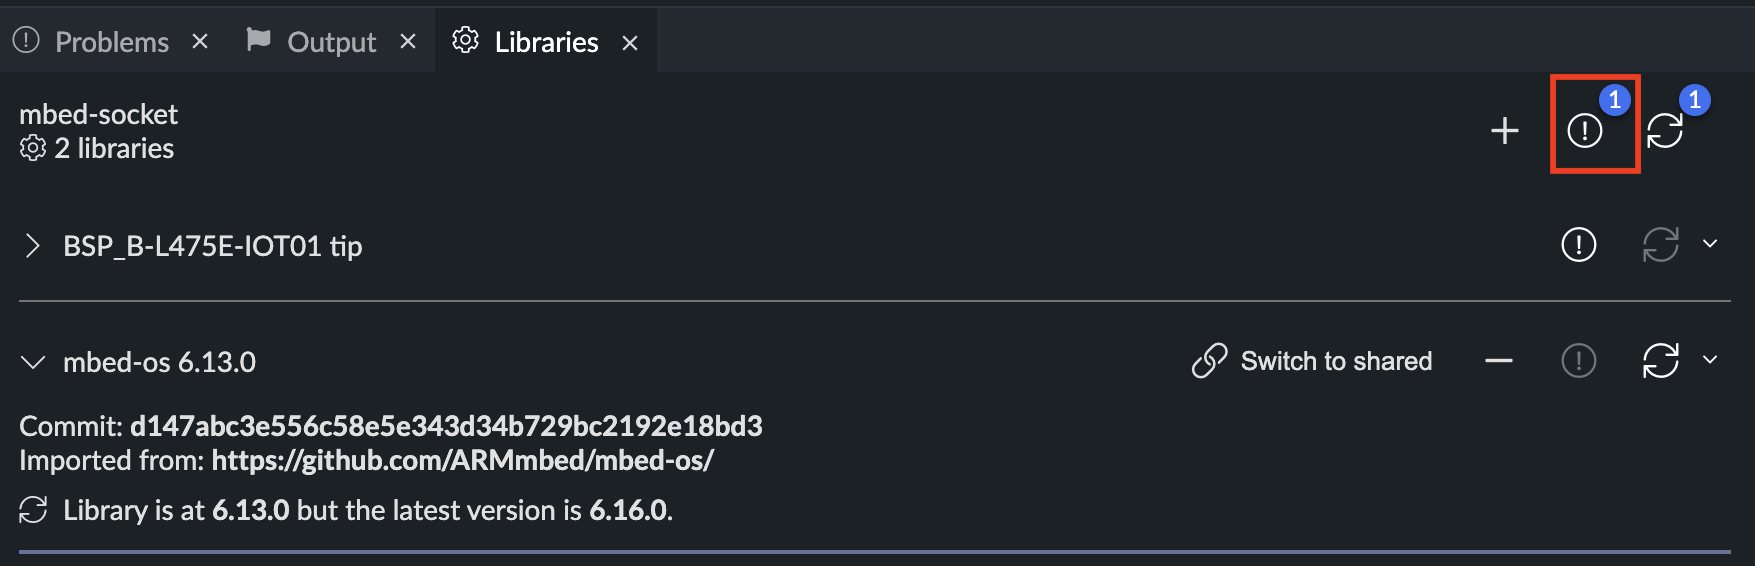 Problems Output Libraries
mbed-socket
1 1
2 libraries
BSP_B-L475E-IOT01 tip
mbed-os 6.13.0 Switch to shared
Commit: d147abc3e556c58e5e343d34b729bc2192e18bd3
Imported from: https://github.com/ARMmbed/mbed-os/
Library is at 6.13.0 but the latest version is 6.16.0.